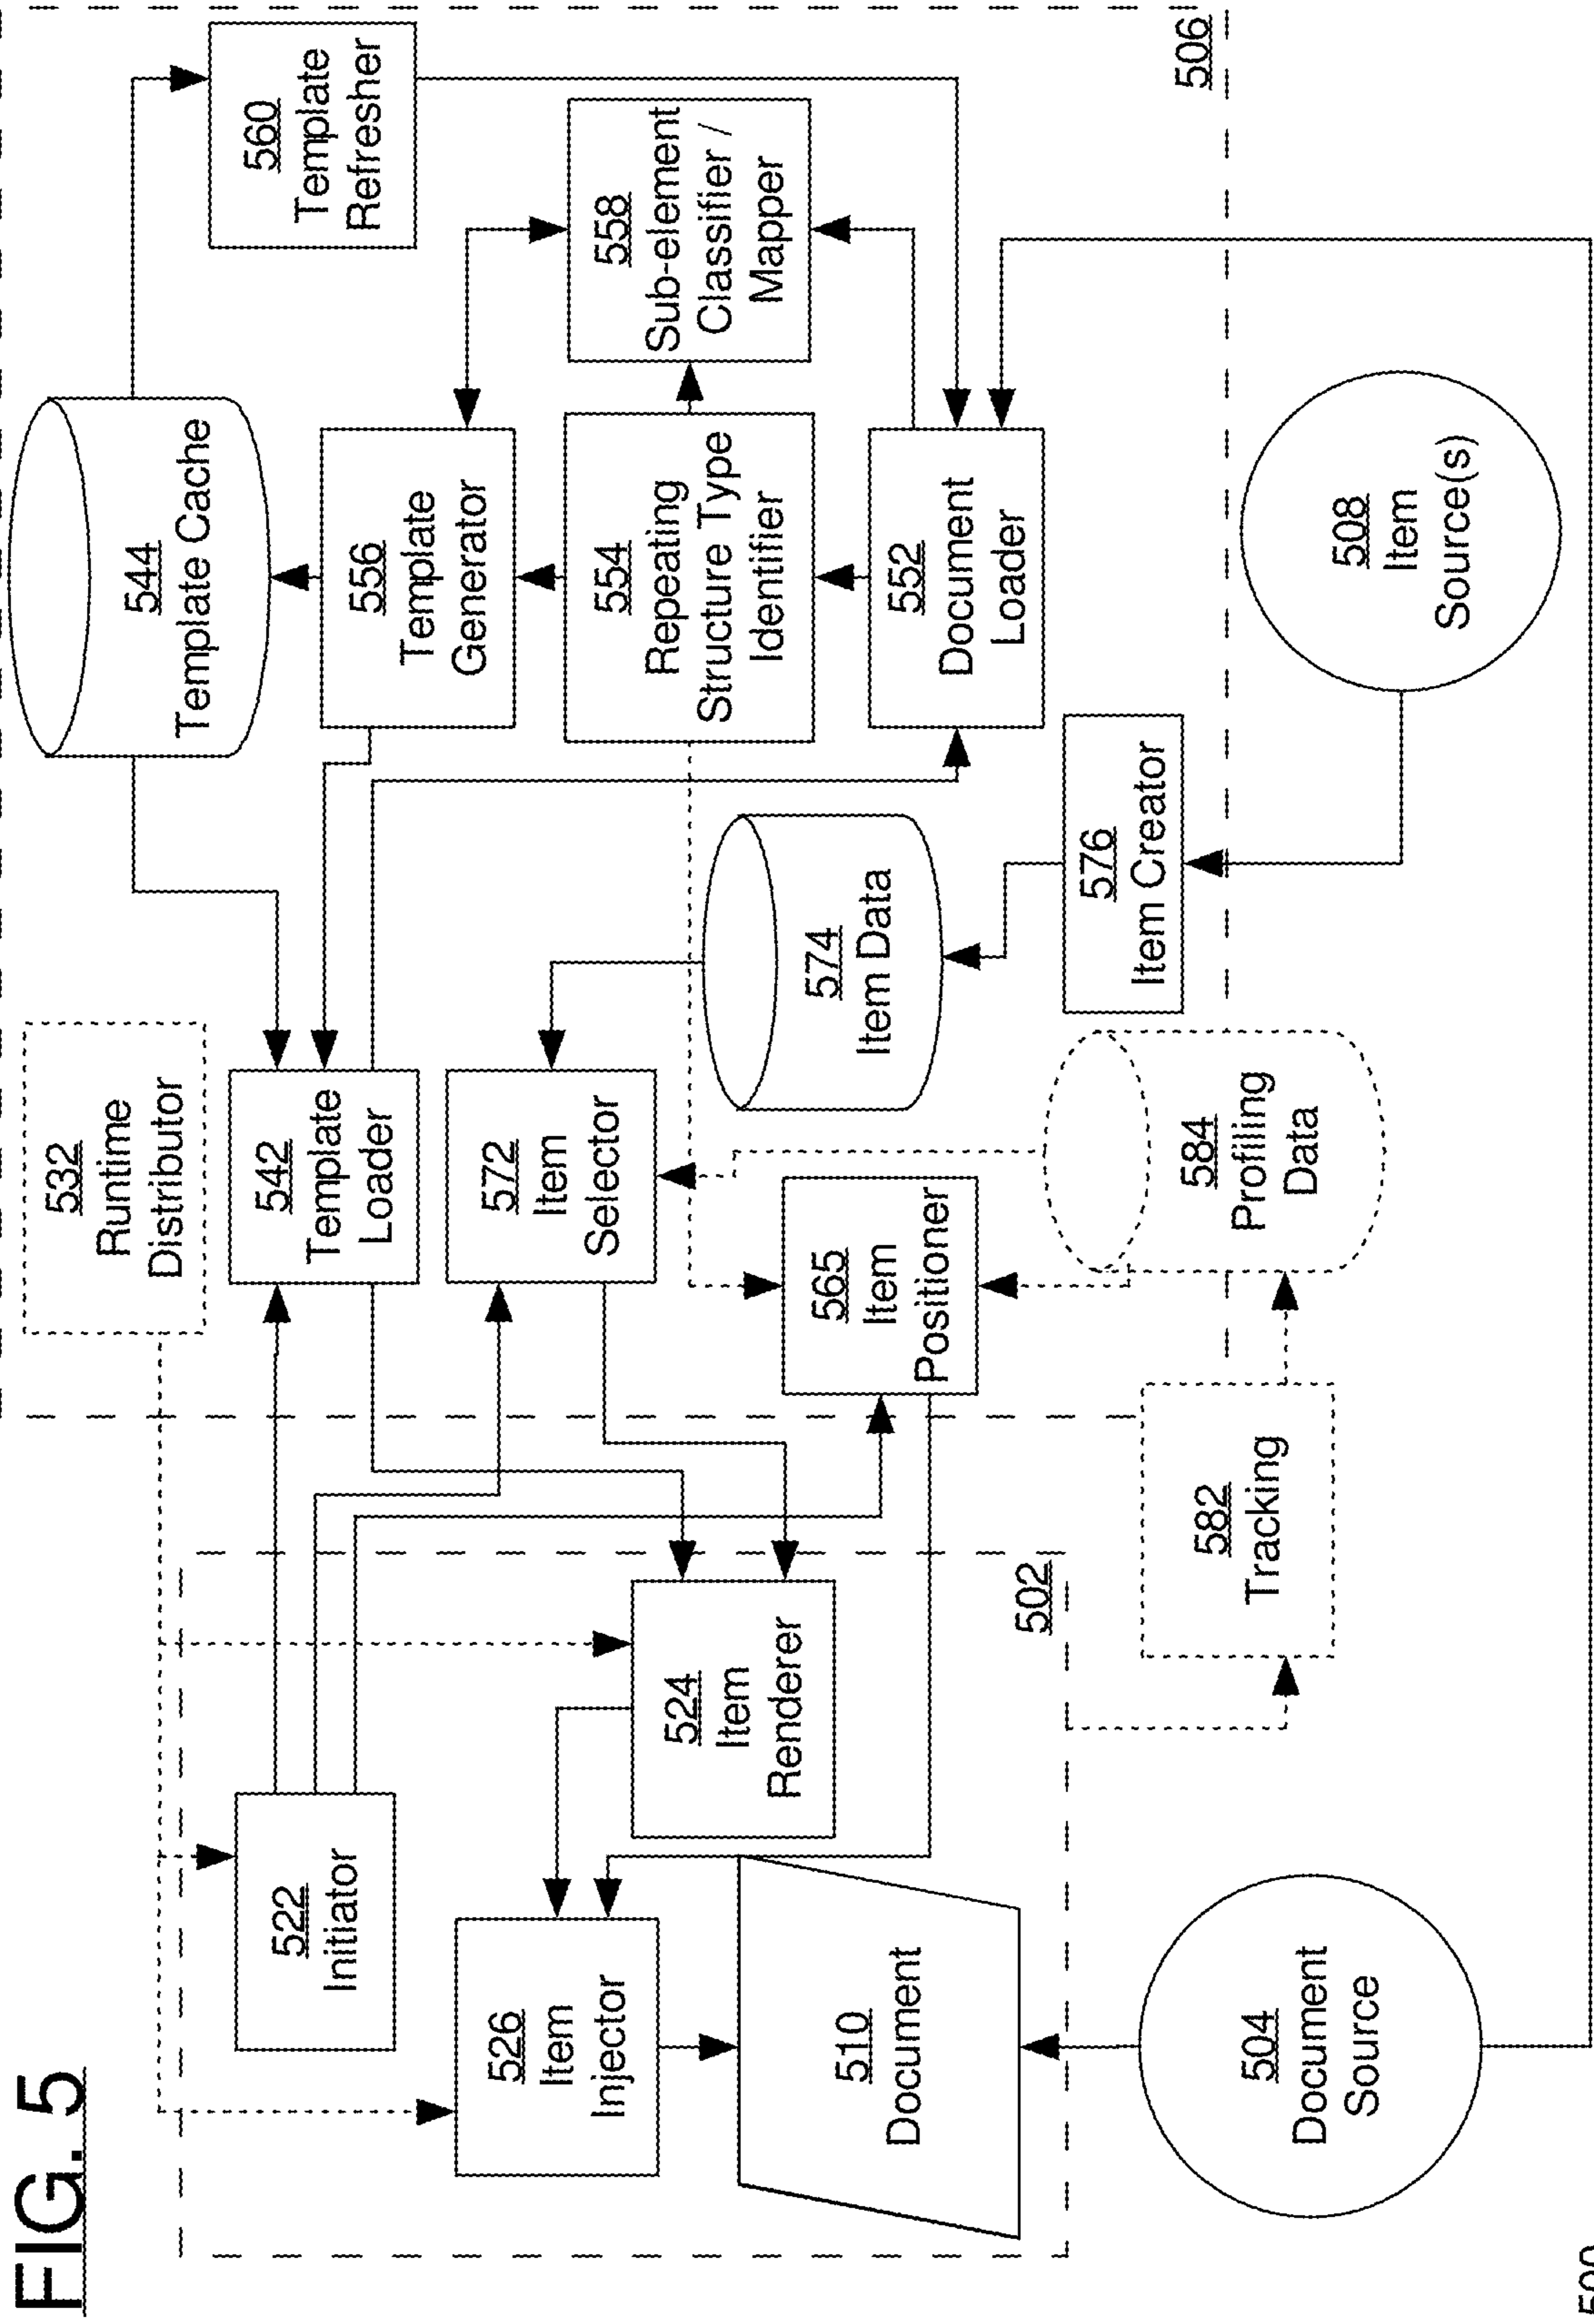 FIG. 5
532
Runtime
Distributor
544
Template Cache
560
Template
Refresher
522
Initiator
542
Template
Loader
556
Template
Generator
526
Item
Injector
572
Item
Selector
554
Repeating
Structure Type
Identifier
558
Sub-element
Classifier /
Mapper
524
Item
Renderer
565
Item
Positioner
574
Item Data
552
Document
Loader
510
Document
502
576
Item Creator
506
504
Document
Source
582
Tracking
584
Profiling
Data
508
Item
Source(s)